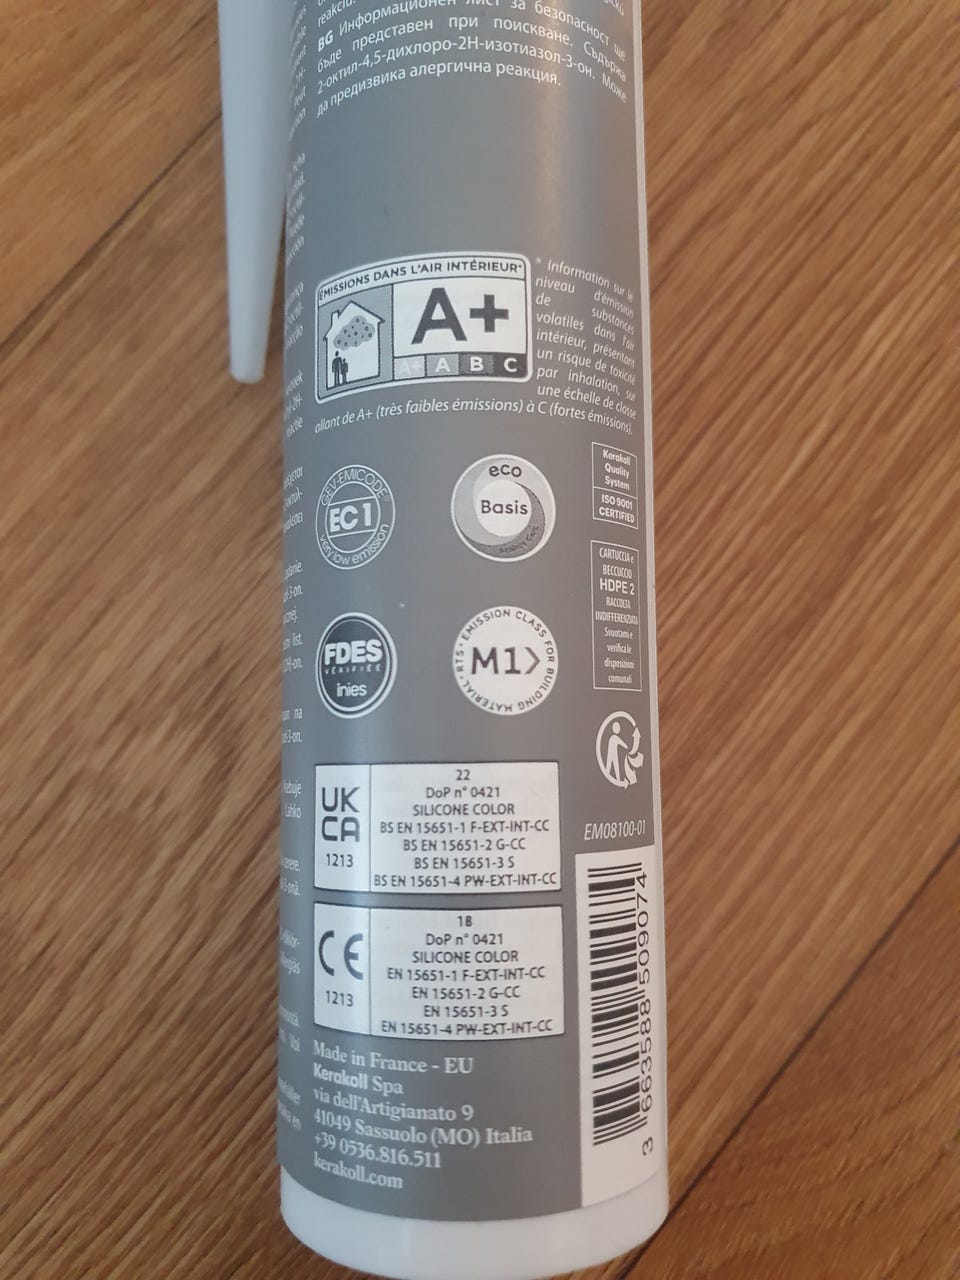 reakciu.
BG Информационен лист за безопасност ще
бъде представен при поискване. Съдържа
2-октил-4,5-дихлоро-2H-изотиазол-3-он. Може
да предизвика алергична реакция.
ÉMISSIONS DANS L'AIR INTÉRIEUR*
A+
A+ A B C
* Information sur le
niveau d'émission
de substances
volatiles dans l'air
intérieur, présentant
un risque de toxicité
par inhalation, sur
une échelle de classe
allant de A+ (très faibles émissions) à C (fortes émissions).
GEV-EMICODE
EC 1
very low emission
eco
Basis
Kerakoll
Quality
System
ISO 9001
CERTIFIED
CARTUCCIA e
BECCUCCIO
HDPE 2
RACCOLTA
INDIFFERENZIATA
Svuotami e
verifica le
disposizioni
comunali
FDES
VÉRIFIÉE
inies
EMISSION CLASS FOR BUILDING MATERIAL • RTS •
M1
UK
CA
1213
22
DoP n° 0421
SILICONE COLOR
BS EN 15651-1 F-EXT-INT-CC
BS EN 15651-2 G-CC
BS EN 15651-3 S
BS EN 15651-4 PW-EXT-INT-CC
EM08100-01
CE
1213
18
DoP n° 0421
SILICONE COLOR
EN 15651-1 F-EXT-INT-CC
EN 15651-2 G-CC
EN 15651-3 S
EN 15651-4 PW-EXT-INT-CC
3 663588 509074
Made in France - EU
Kerakoll Spa
via dell'Artigianato 9
41049 Sassuolo (MO) Italia
+39 0536.816.511
kerakoll.com